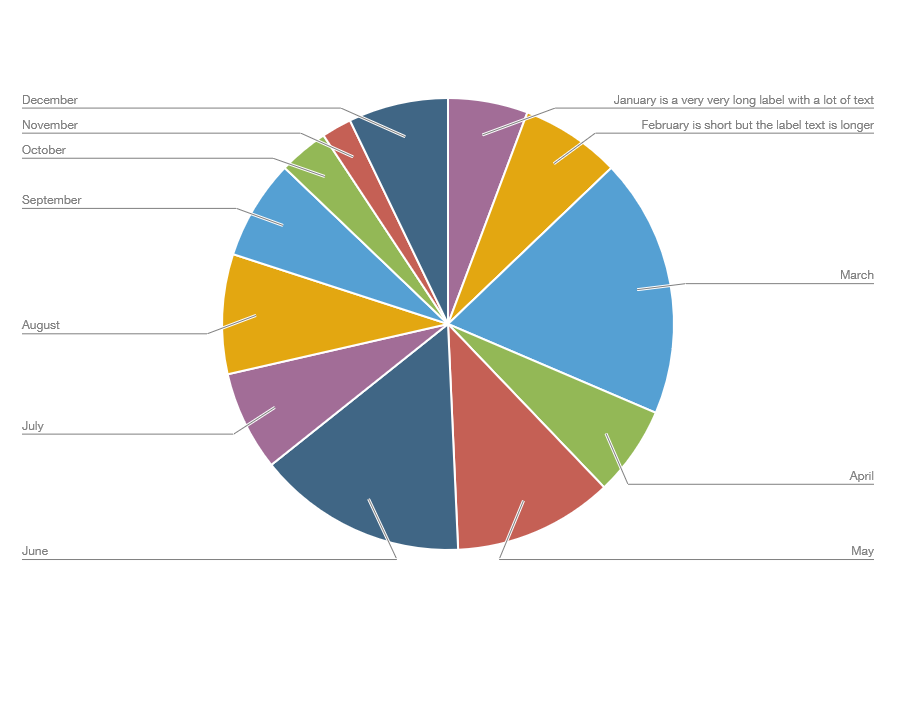 December
January is a very very long label with a lot of text
November
February is short but the label text is longer
October
September
March
August
July
April
June
May